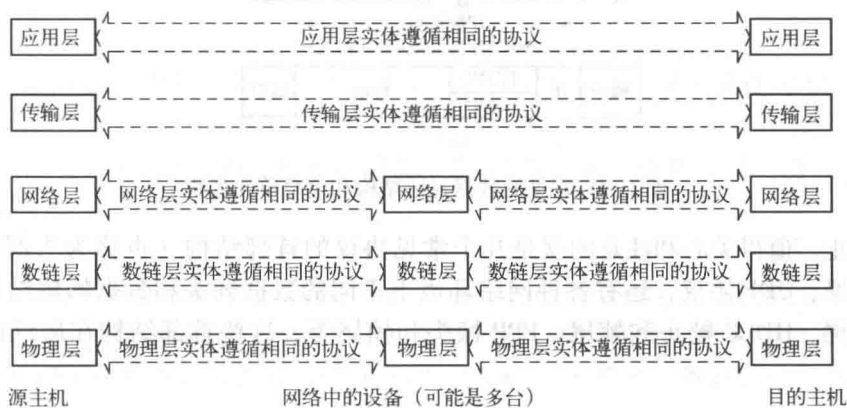 应用层 应用层实体遵循相同的协议 应用层
传输层 传输层实体遵循相同的协议 传输层
网络层 网络层实体遵循相同的协议 网络层 网络层实体遵循相同的协议 网络层
数链层 数链层实体遵循相同的协议 数链层 数链层实体遵循相同的协议 数链层
物理层 物理层实体遵循相同的协议 物理层 物理层实体遵循相同的协议 物理层
源主机 网络中的设备（可能是多台） 目的主机